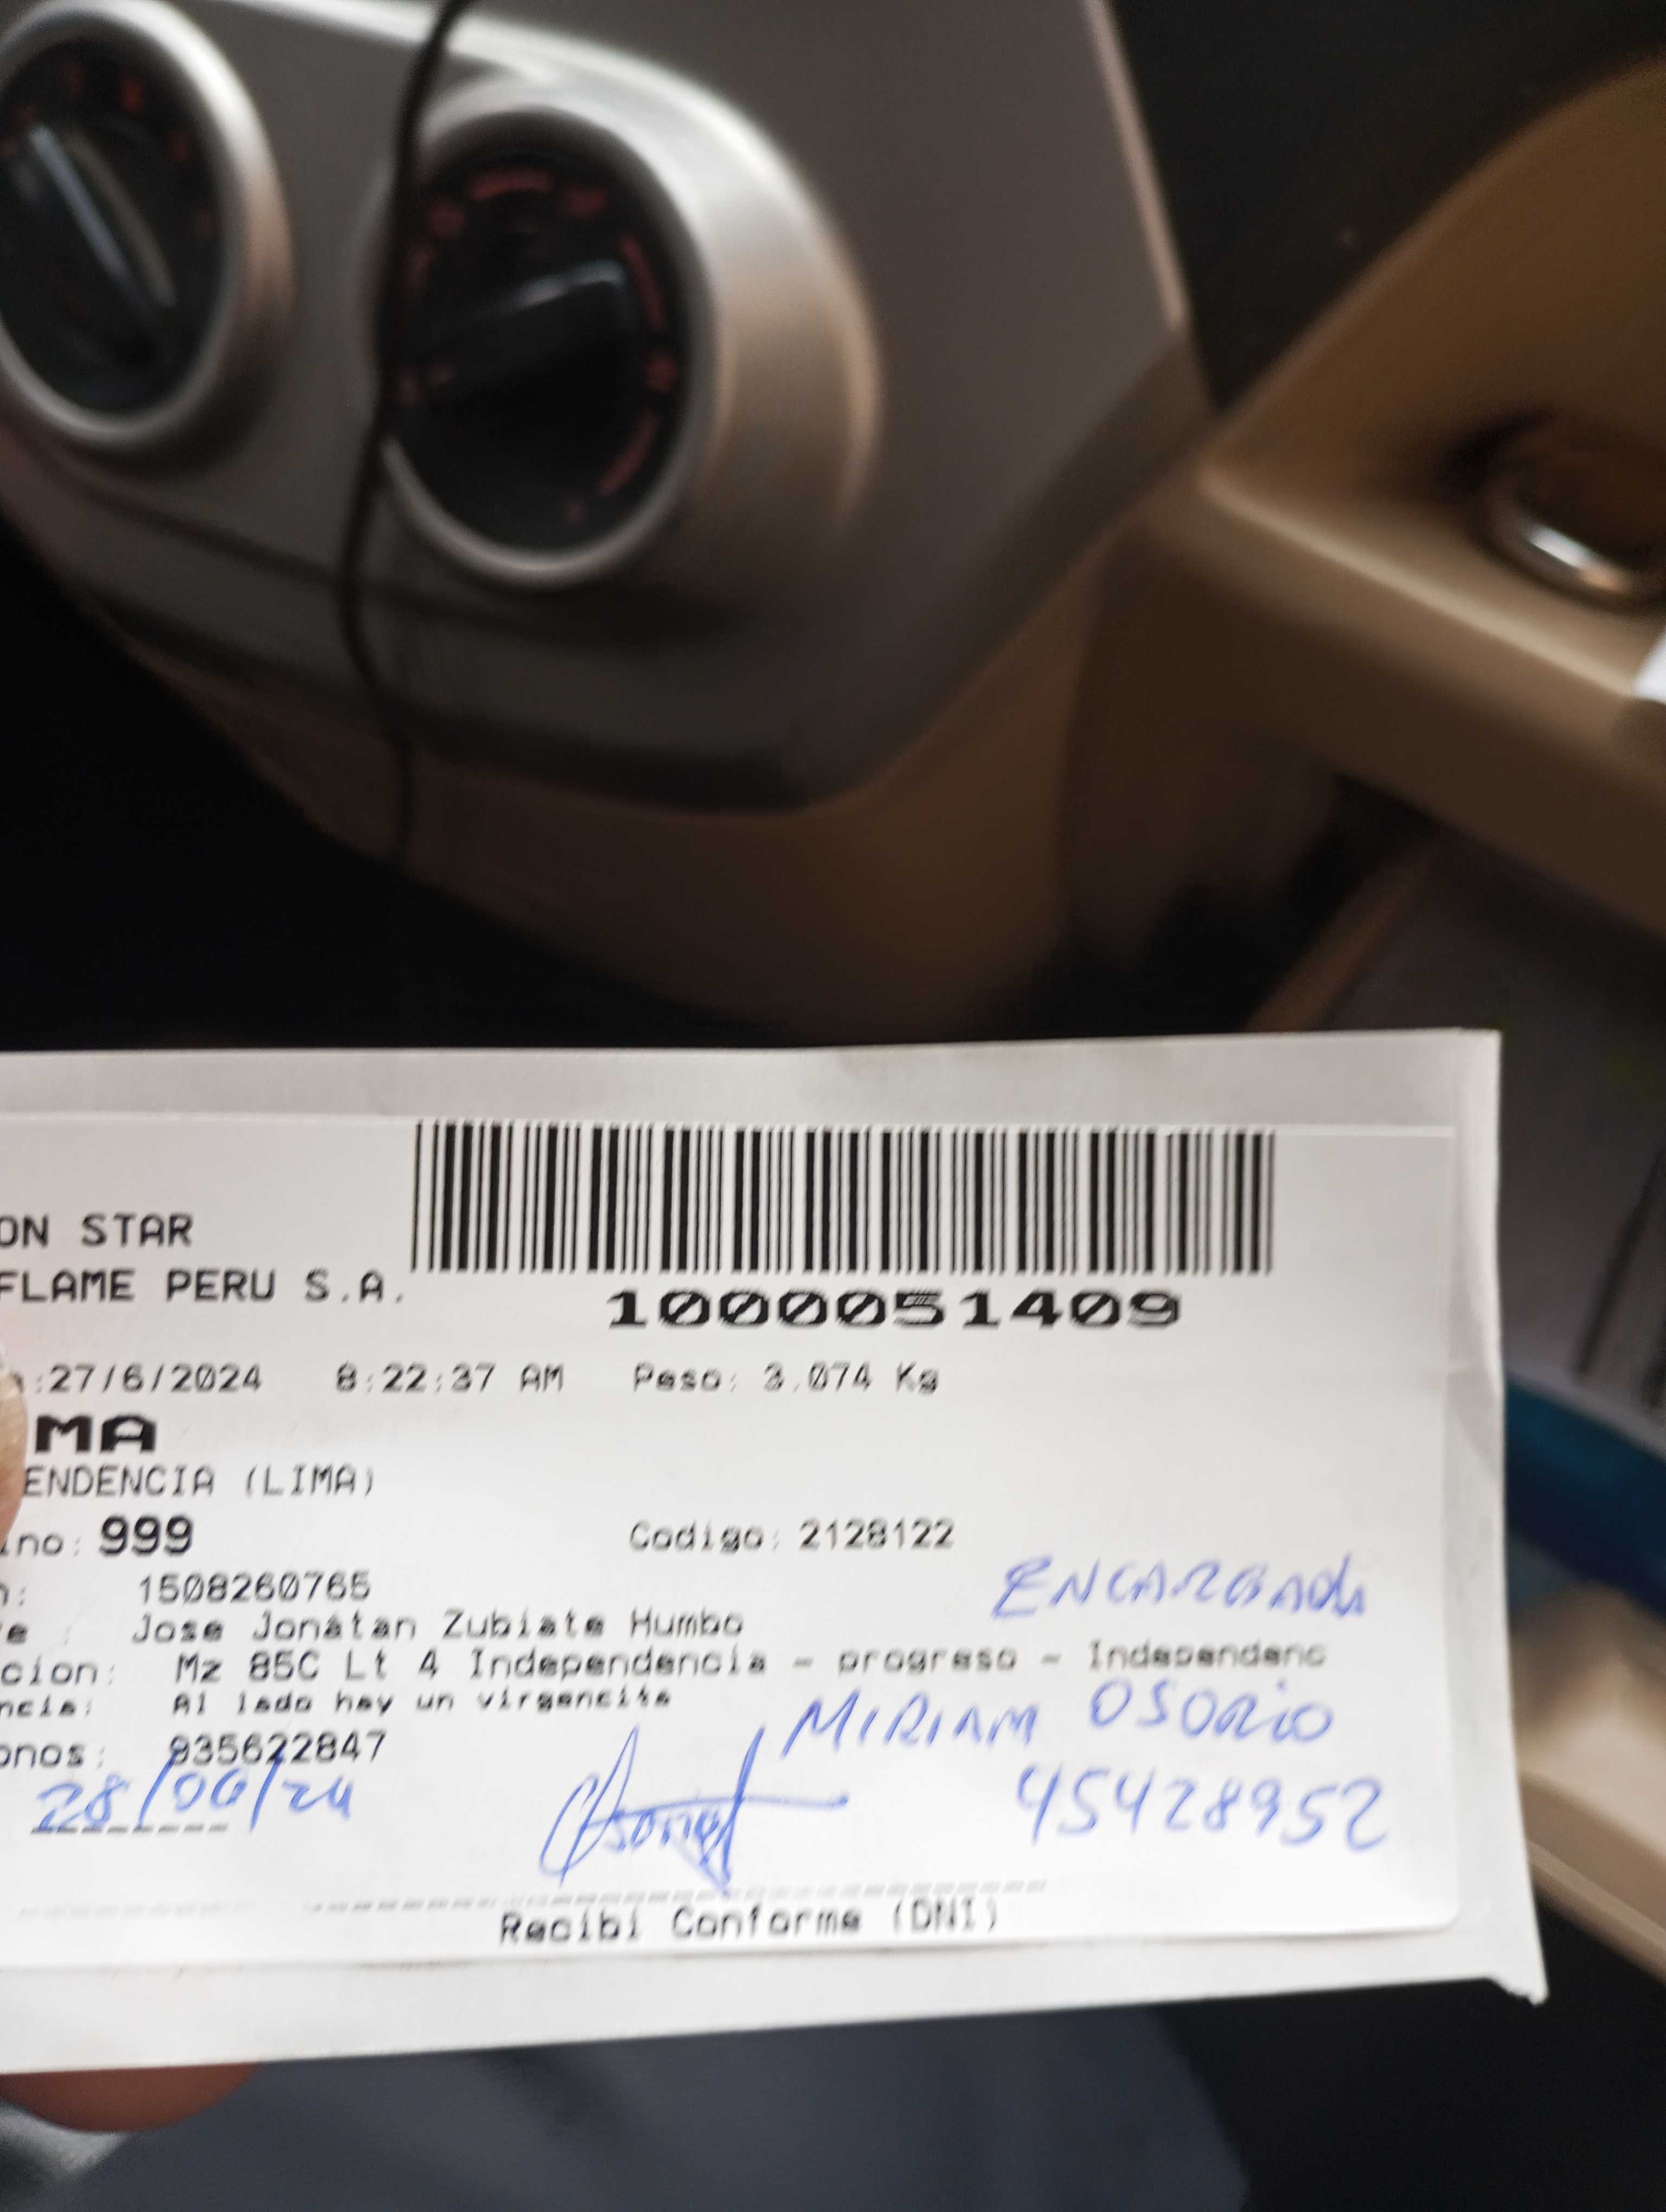 ON STAR
FLAME PERU S.A.
1000051409
:27/6/2024 8:22:37 AM Peso: 3.074 Kg
MA
ENDENCIA (LIMA)
no: 999 Codigo: 2128122
ENCARGADA
: 1508260765
e : Jose Jonatan Zubiate Humbo
cion: Mz 85C Lt 4 Independencia - progreso - Independenc
ncia: Al lado hay un virgencita
MIRIAM OSORIO
onos: 935622847
28/06/24
45428952
Recibi Conforme (DNI)